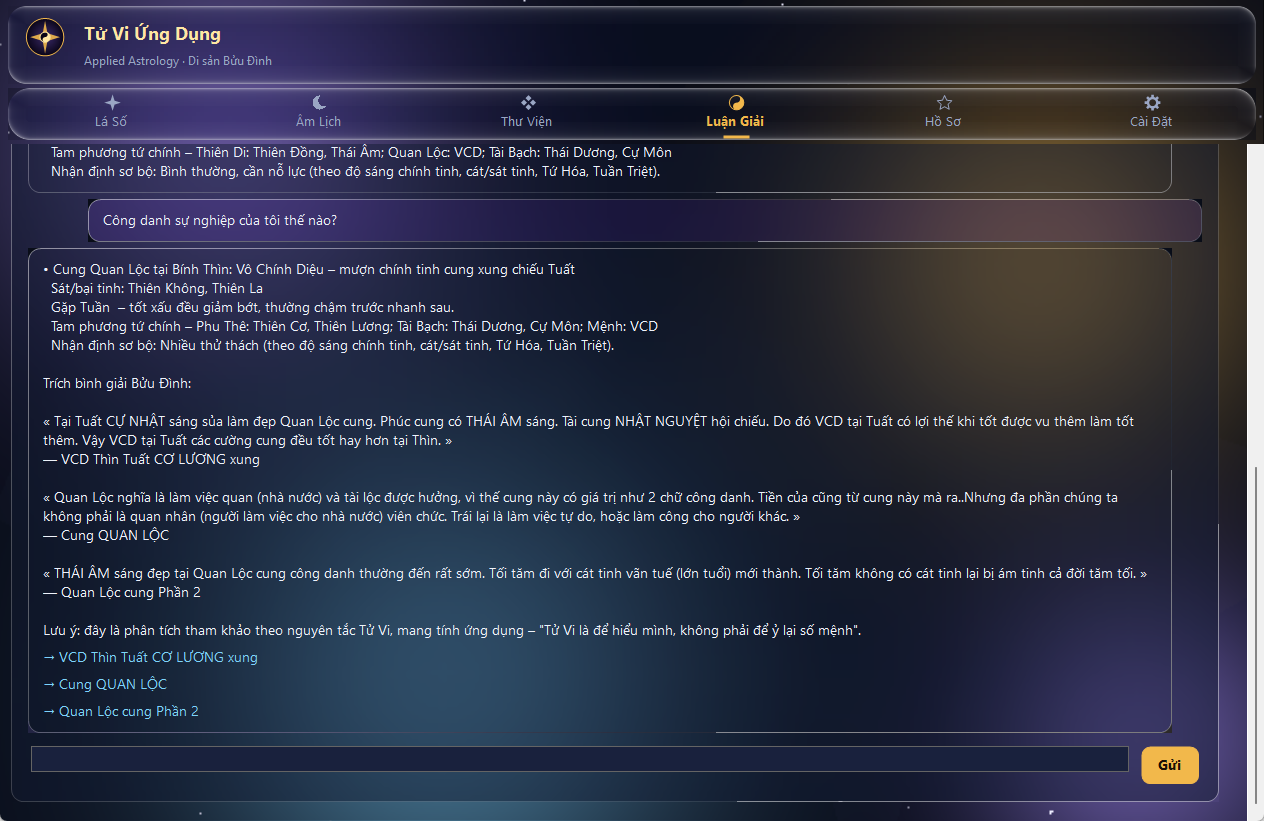 Tử Vi Ứng Dụng
Applied Astrology · Di sản Bửu Đình
Lá Số
Âm Lịch
Thư Viện
Luận Giải
Hồ Sơ
Cài Đặt
Tam phương tứ chính – Thiên Di: Thiên Đồng, Thái Âm; Quan Lộc: VCD; Tài Bạch: Thái Dương, Cự Môn
Nhận định sơ bộ: Bình thường, cần nỗ lực (theo độ sáng chính tinh, cát/sát tinh, Tứ Hóa, Tuần Triệt).
Công danh sự nghiệp của tôi thế nào?
• Cung Quan Lộc tại Bính Thìn: Vô Chính Diệu – mượn chính tinh cung xung chiếu Tuất
Sát/bại tinh: Thiên Không, Thiên La
Gặp Tuần – tốt xấu đều giảm bớt, thường chậm trước nhanh sau.
Tam phương tứ chính – Phu Thê: Thiên Cơ, Thiên Lương; Tài Bạch: Thái Dương, Cự Môn; Mệnh: VCD
Nhận định sơ bộ: Nhiều thử thách (theo độ sáng chính tinh, cát/sát tinh, Tứ Hóa, Tuần Triệt).
Trích bình giải Bửu Đình:
« Tại Tuất CỰ NHẬT sáng sủa làm đẹp Quan Lộc cung. Phúc cung có THÁI ÂM sáng. Tài cung NHẬT NGUYỆT hội chiếu. Do đó VCD tại Tuất có lợi thế khi tốt được vu thêm làm tốt
thêm. Vậy VCD tại Tuất các cường cung đều tốt hay hơn tại Thìn. »
— VCD Thìn Tuất CƠ LƯƠNG xung
« Quan Lộc nghĩa là làm việc quan (nhà nước) và tài lộc được hưởng, vì thế cung này có giá trị như 2 chữ công danh. Tiền của cũng từ cung này mà ra..Nhưng đa phần chúng ta
không phải là quan nhân (người làm việc cho nhà nước) viên chức. Trái lại là làm việc tự do, hoặc làm công cho người khác. »
— Cung QUAN LỘC
« THÁI ÂM sáng đẹp tại Quan Lộc cung công danh thường đến rất sớm. Tối tăm đi với cát tinh vãn tuế (lớn tuổi) mới thành. Tối tăm không có cát tinh lại bị ám tinh cả đời tăm tối. »
— Quan Lộc cung Phần 2
Lưu ý: đây là phân tích tham khảo theo nguyên tắc Tử Vi, mang tính ứng dụng – "Tử Vi là để hiểu mình, không phải để ỷ lại số mệnh".
→ VCD Thìn Tuất CƠ LƯƠNG xung
→ Cung QUAN LỘC
→ Quan Lộc cung Phần 2
Gửi